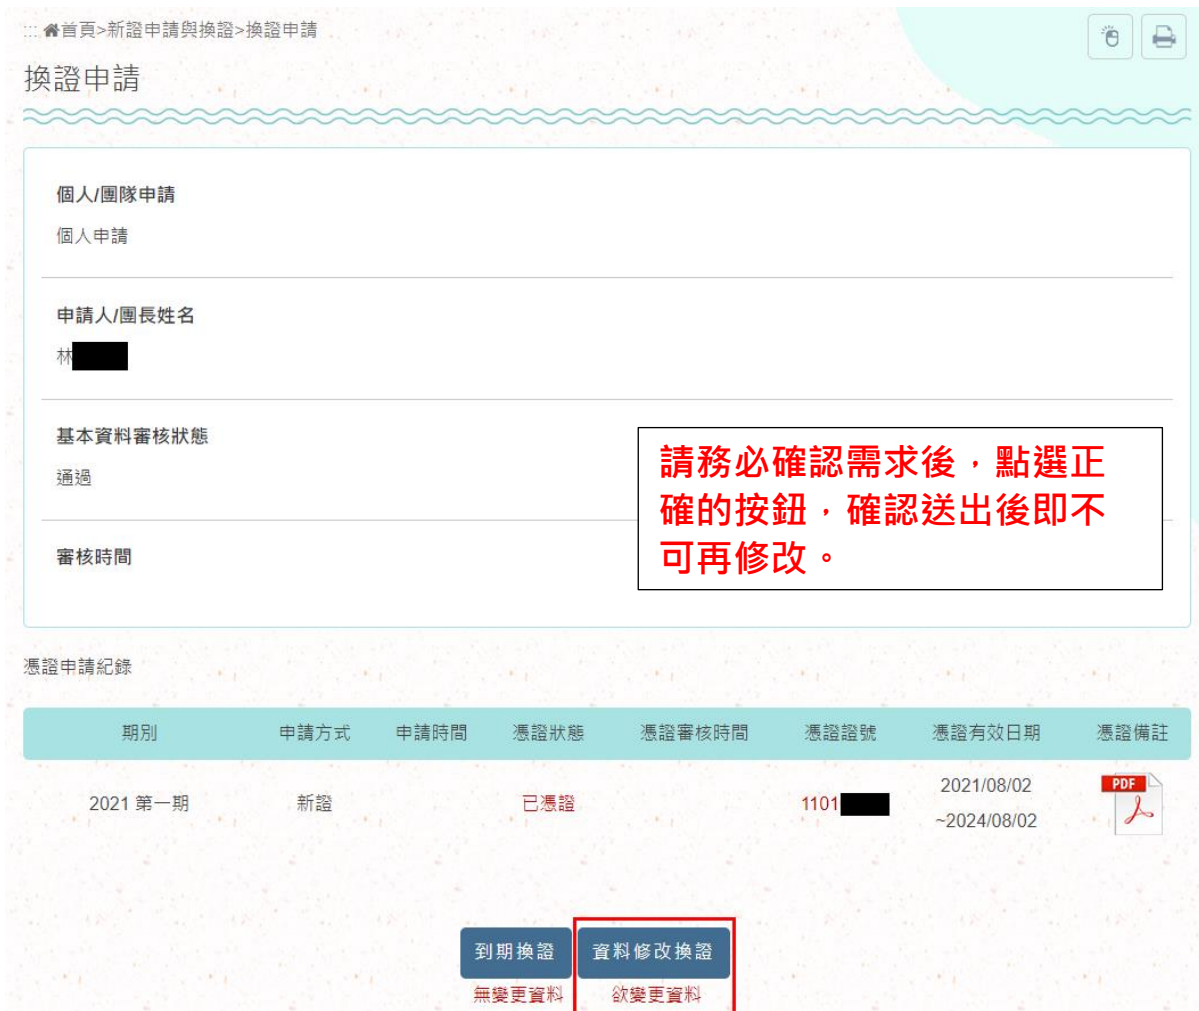 ::: 首頁>新證申請與換證>換證申請
換證申請
個人/團隊申請
個人申請
申請人/團長姓名
林
基本資料審核狀態
通過
請務必確認需求後，點選正
確的按鈕，確認送出後即不
可再修改。
審核時間
憑證申請紀錄
期別 申請方式 申請時間 憑證狀態 憑證審核時間 憑證證號 憑證有效日期 憑證備註
2021 第一期 新證 已憑證 1101 2021/08/02 PDF
~2024/08/02
到期換證 資料修改換證
無變更資料 欲變更資料